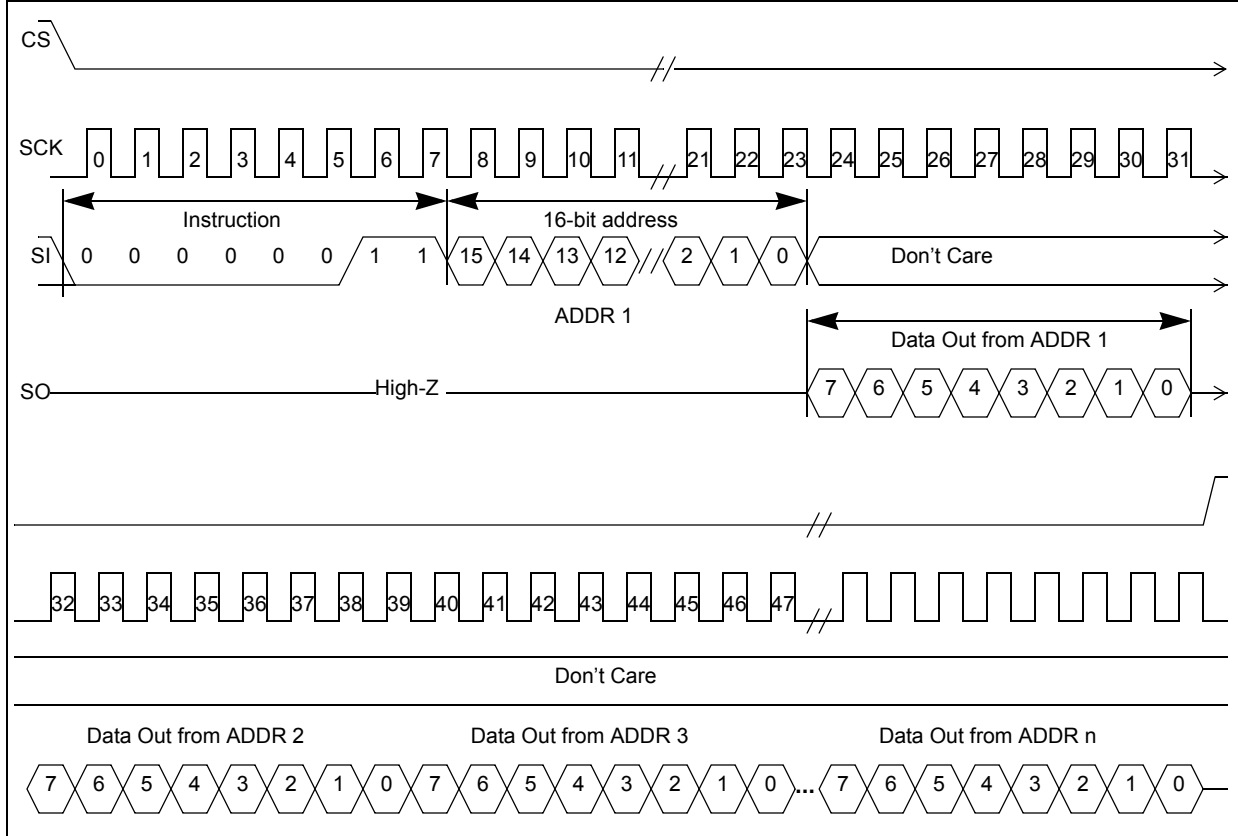 CS
SCK 0 1 2 3 4 5 6 7 8 9 10 11 21 22 23 24 25 26 27 28 29 30 31
Instruction 16-bit address
SI 0 0 0 0 0 0 1 1 15 14 13 12 2 1 0 Don't Care
ADDR 1
Data Out from ADDR 1
SO High-Z 7 6 5 4 3 2 1 0
32 33 34 35 36 37 38 39 40 41 42 43 44 45 46 47
Don't Care
Data Out from ADDR 2 Data Out from ADDR 3 Data Out from ADDR n
7 6 5 4 3 2 1 0 7 6 5 4 3 2 1 0 ... 7 6 5 4 3 2 1 0